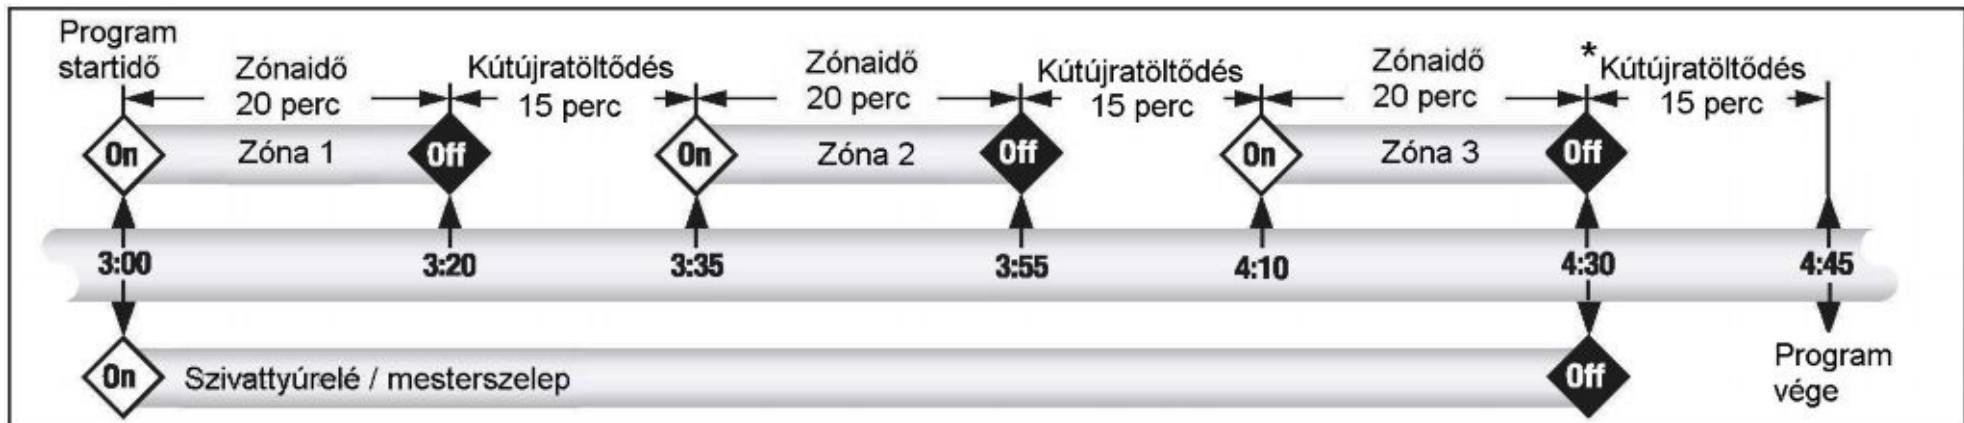 Program
startidő
Zónaidő
20 perc
Kútújratöltődés
15 perc
Zónaidő
20 perc
Kútújratöltődés
15 perc
Zónaidő
20 perc
*Kútújratöltődés
15 perc
On
Zóna 1
Off
On
Zóna 2
Off
On
Zóna 3
Off
3:00
3:20
3:35
3:55
4:10
4:30
4:45
On
Szivattyúrelé / mesterszelep
Off
Program
vége